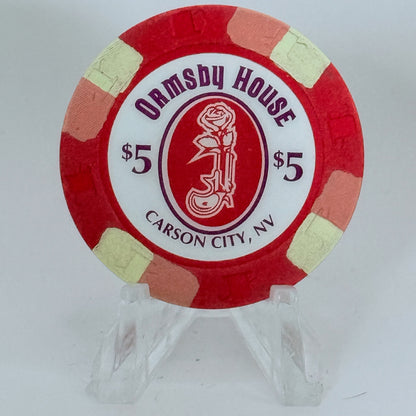 Ormsby House
$5 $5
CARSON CITY, NV